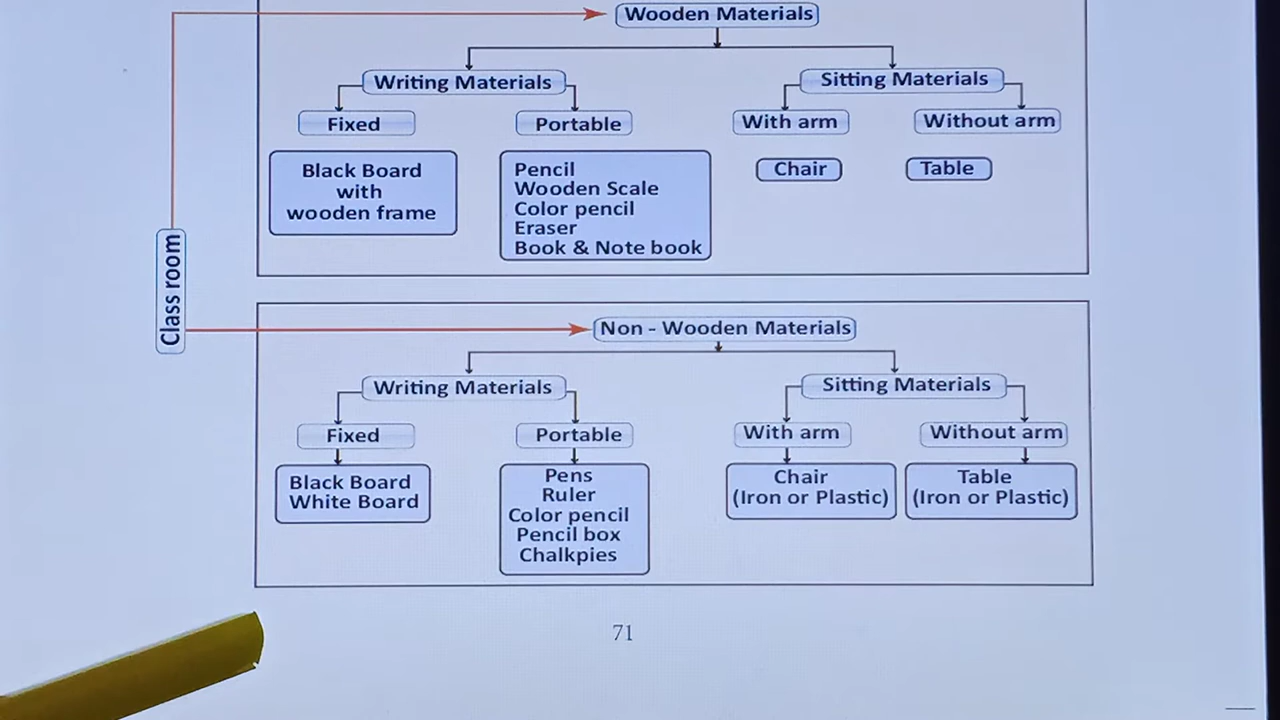 Wooden Materials
Writing Materials
Sitting Materials
Fixed
Portable
With arm
Without arm
Black Board
with
wooden frame
Pencil
Wooden Scale
Color pencil
Eraser
Book & Note book
Chair
Table
Class room
Non - Wooden Materials
Writing Materials
Sitting Materials
Fixed
Portable
With arm
Without arm
Black Board
White Board
Pens
Ruler
Color pencil
Pencil box
Chalkpies
Chair
(Iron or Plastic)
Table
(Iron or Plastic)
71